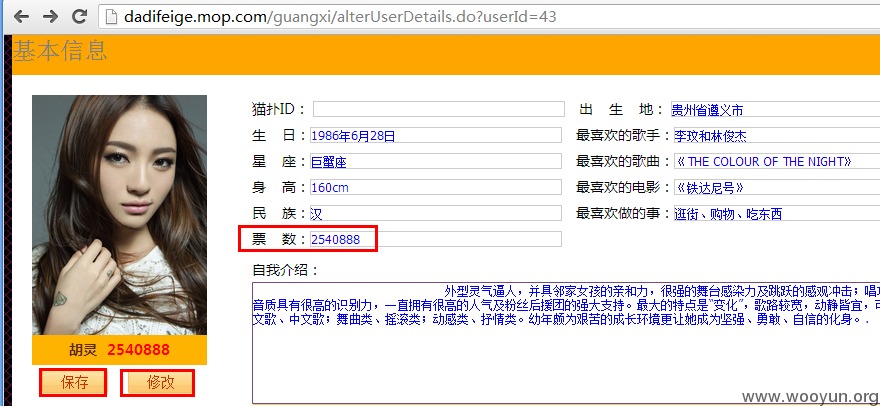 dadifeige.mop.com/guangxi/alterUserDetails.do?userId=43
基本信息
猫扑ID：
出 生 地： 贵州省遵义市
生 日：1986年6月28日
最喜欢的歌手：李玟和林俊杰
星 座：巨蟹座
最喜欢的歌曲：《 THE COLOUR OF THE NIGHT》
身 高：160cm
最喜欢的电影：《铁达尼号》
民 族：汉
最喜欢做的事：逛街、购物、吃东西
票 数：2540888
自我介绍：
外型灵气逼人，并具邻家女孩的亲和力，很强的舞台感染力及跳跃的感观冲击；唱
音质具有很高的识别力，一直拥有很高的人气及粉丝后援团的强大支持。最大的特点是“变化”，歌路较宽，动静皆宜，
文歌、中文歌；舞曲类、摇滚类；动感类、抒情类。幼年颇为艰苦的成长环境更让她成为坚强、勇敢、自信的化身。.
胡灵 2540888
保存 修改
www.wooyun.org